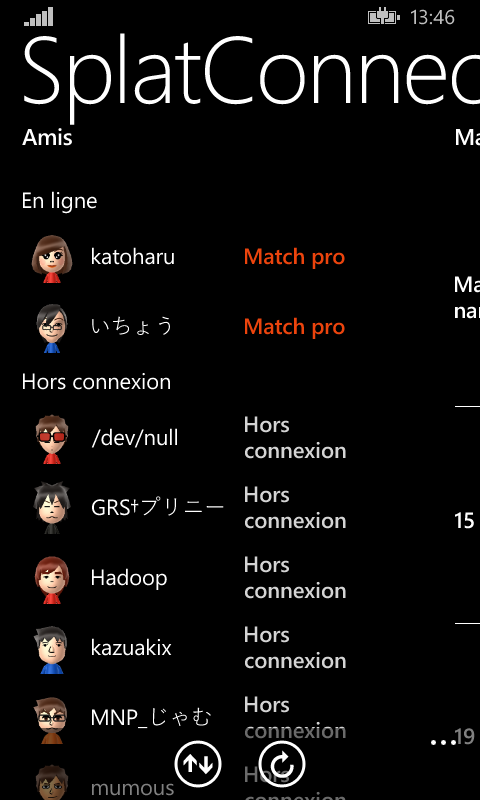 13:46
SplatConnec
Amis
Ma
En ligne
katoharu Match pro
いちょう Match pro
Ma
nar
Hors connexion
/dev/null Hors
connexion
GRS†プリニー Hors
connexion
15
Hadoop Hors
connexion
kazuakix Hors
connexion
MNP_じゃむ Hors
connexion
19
mumous Hors
connexion